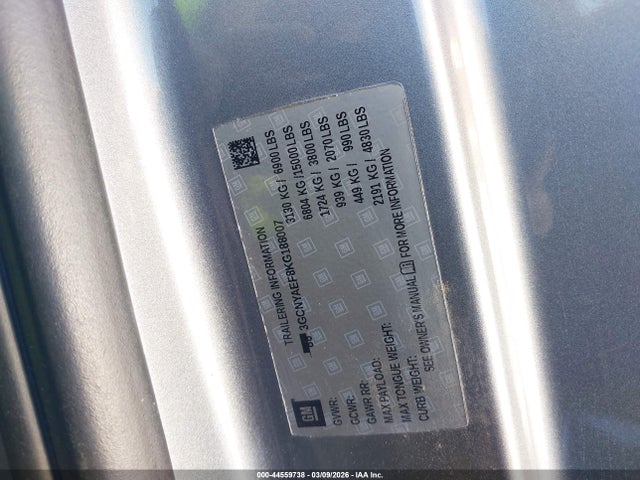 TRAILERING INFORMATION
3GCNYAEF8KG188007
GM
GVWR: 3130 KG / 6900 LBS
GCWR: 6804 KG /15000 LBS
GAWR RR: 1724 KG / 3800 LBS
MAX PAYLOAD: 939 KG / 2070 LBS
MAX TONGUE WEIGHT: 449 KG / 990 LBS
CURB WEIGHT: 2191 KG / 4830 LBS
SEE OWNER'S MANUAL FOR MORE INFORMATION
000-44559738 - 03/09/2026 - IAA Inc.